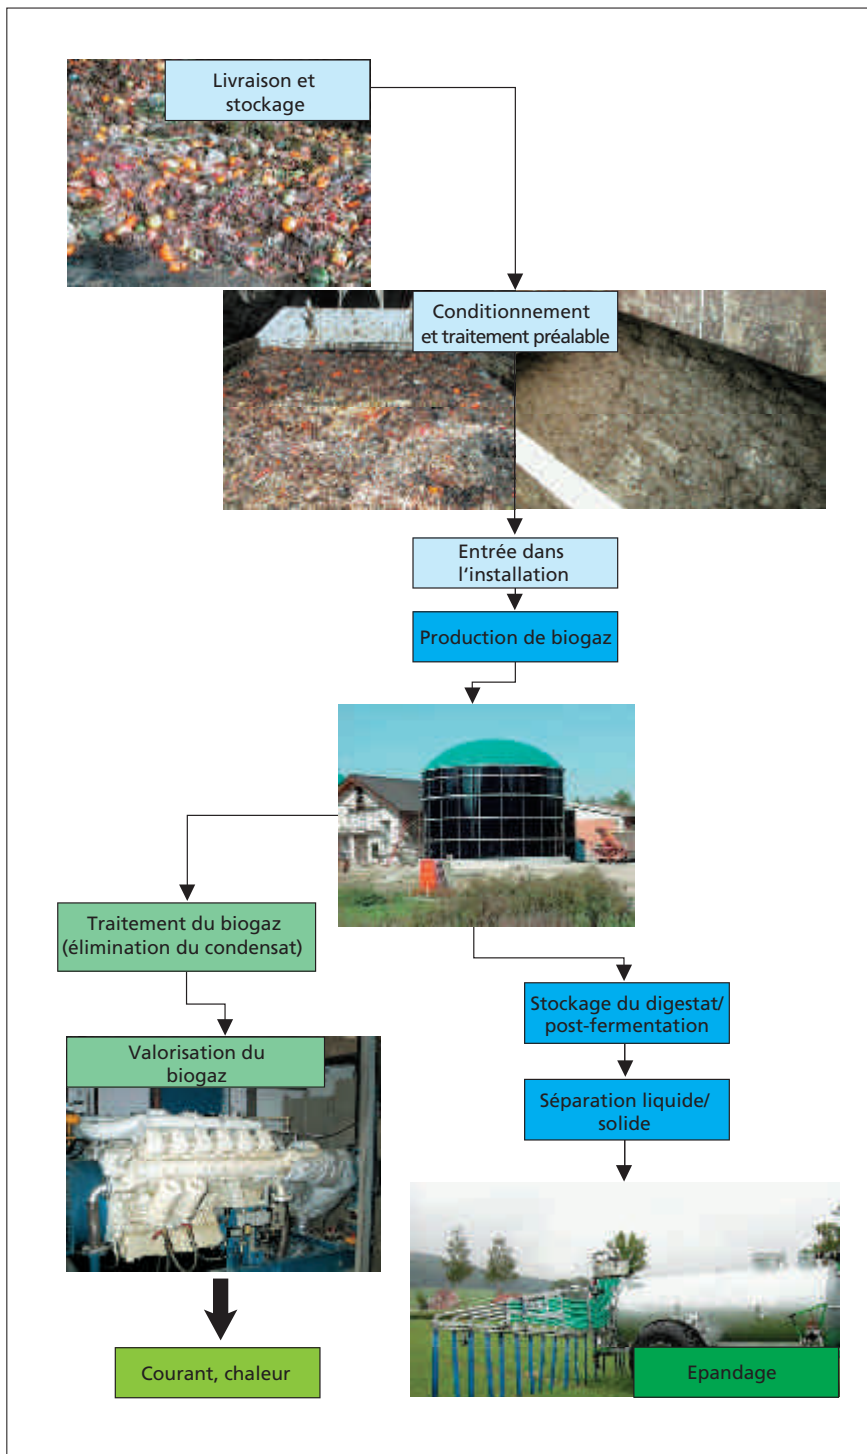 Livraison et
stockage
Conditionnement
et traitement préalable
Entrée dans
l‘installation
Production de biogaz
Traitement du biogaz
(élimination du condensat)
Valorisation du
biogaz
Courant, chaleur
Stockage du digestat/
post-fermentation
Séparation liquide/
solide
Epandage